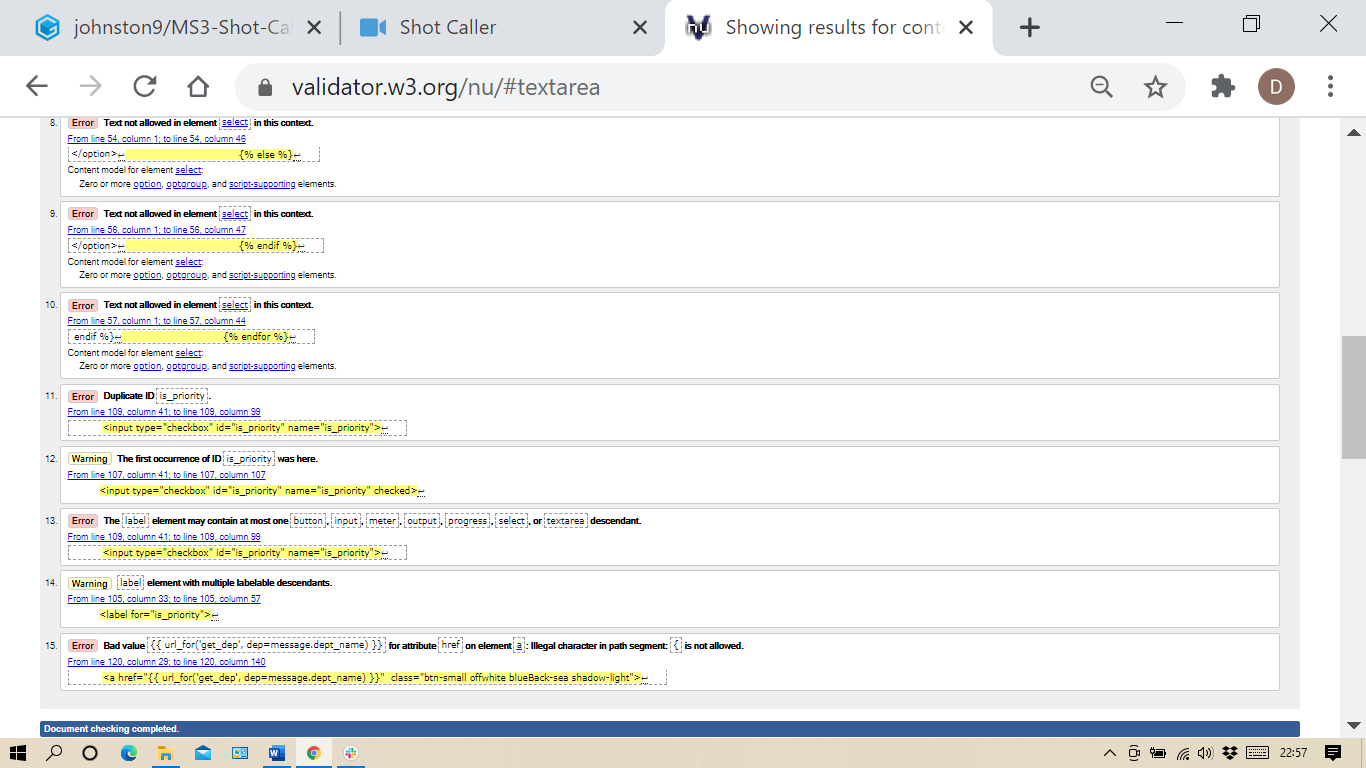 johnston9/MS3-Shot-Ca
Shot Caller
Showing results for cont
validator.w3.org/nu/#textarea
D
8. Error Text not allowed in element select in this context.
From line 54, column 1; to line 54, column 46
</option>↩ {% else %}↩
Content model for element select:
Zero or more option, optgroup, and script-supporting elements.
9. Error Text not allowed in element select in this context.
From line 56, column 1; to line 56, column 47
</option>↩ {% endif %}↩
Content model for element select:
Zero or more option, optgroup, and script-supporting elements.
10. Error Text not allowed in element select in this context.
From line 57, column 1; to line 57, column 44
endif %}↩ {% endfor %}↩
Content model for element select:
Zero or more option, optgroup, and script-supporting elements.
11. Error Duplicate ID is_priority.
From line 109, column 41; to line 109, column 99
<input type="checkbox" id="is_priority" name="is_priority">↩
12. Warning The first occurrence of ID is_priority was here.
From line 107, column 41; to line 107, column 107
<input type="checkbox" id="is_priority" name="is_priority" checked>↩
13. Error The label element may contain at most one button, input, meter, output, progress, select, or textarea descendant.
From line 109, column 41; to line 109, column 99
<input type="checkbox" id="is_priority" name="is_priority">↩
14. Warning label element with multiple labelable descendants.
From line 105, column 33; to line 105, column 57
<label for="is_priority">↩
15. Error Bad value {{ url_for('get_dep', dep=message.dept_name) }} for attribute href on element a: Illegal character in path segment: { is not allowed.
From line 120, column 29; to line 120, column 140
<a href="{{ url_for('get_dep', dep=message.dept_name) }}" class="btn-small offwhite blueBack-sea shadow-light">↩
Document checking completed.
22:57